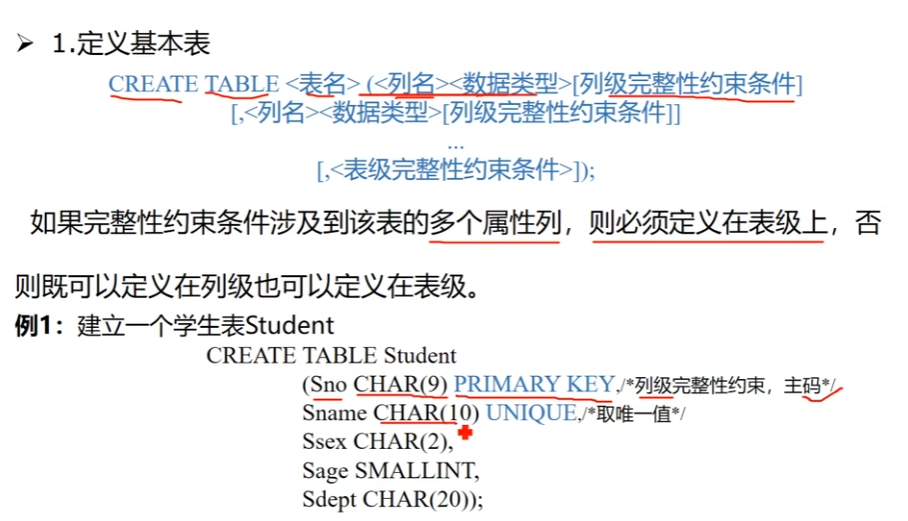 ➢ 1.定义基本表
CREATE TABLE <表名> (<列名><数据类型>[列级完整性约束条件]
[,<列名><数据类型>[列级完整性约束条件]]
...
[,<表级完整性约束条件>]);
如果完整性约束条件涉及到该表的多个属性列，则必须定义在表级上，否
则既可以定义在列级也可以定义在表级。
例1：建立一个学生表Student
CREATE TABLE Student
(Sno CHAR(9) PRIMARY KEY,/*列级完整性约束，主码*/
Sname CHAR(10) UNIQUE,/*取唯一值*/
Ssex CHAR(2),
Sage SMALLINT,
Sdept CHAR(20));